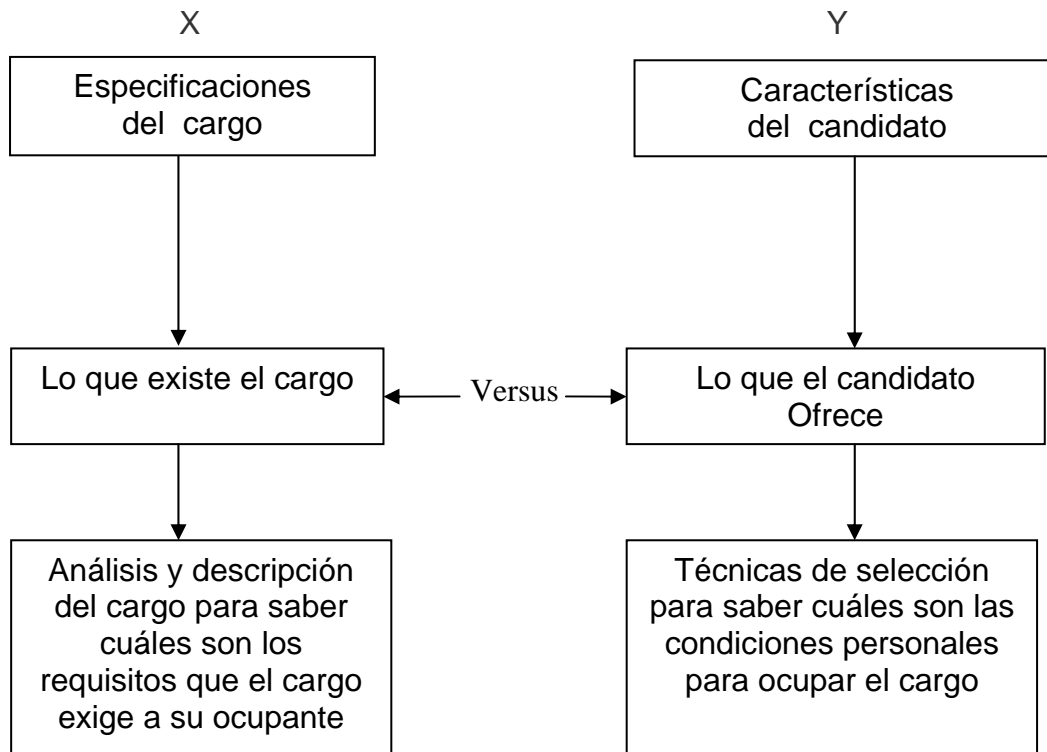 X
Y
Especificaciones
del cargo
Características
del candidato
Lo que existe el cargo
Versus
Lo que el candidato
Ofrece
Análisis y descripción
del cargo para saber
cuáles son los
requisitos que el cargo
exige a su ocupante
Técnicas de selección
para saber cuáles son las
condiciones personales
para ocupar el cargo